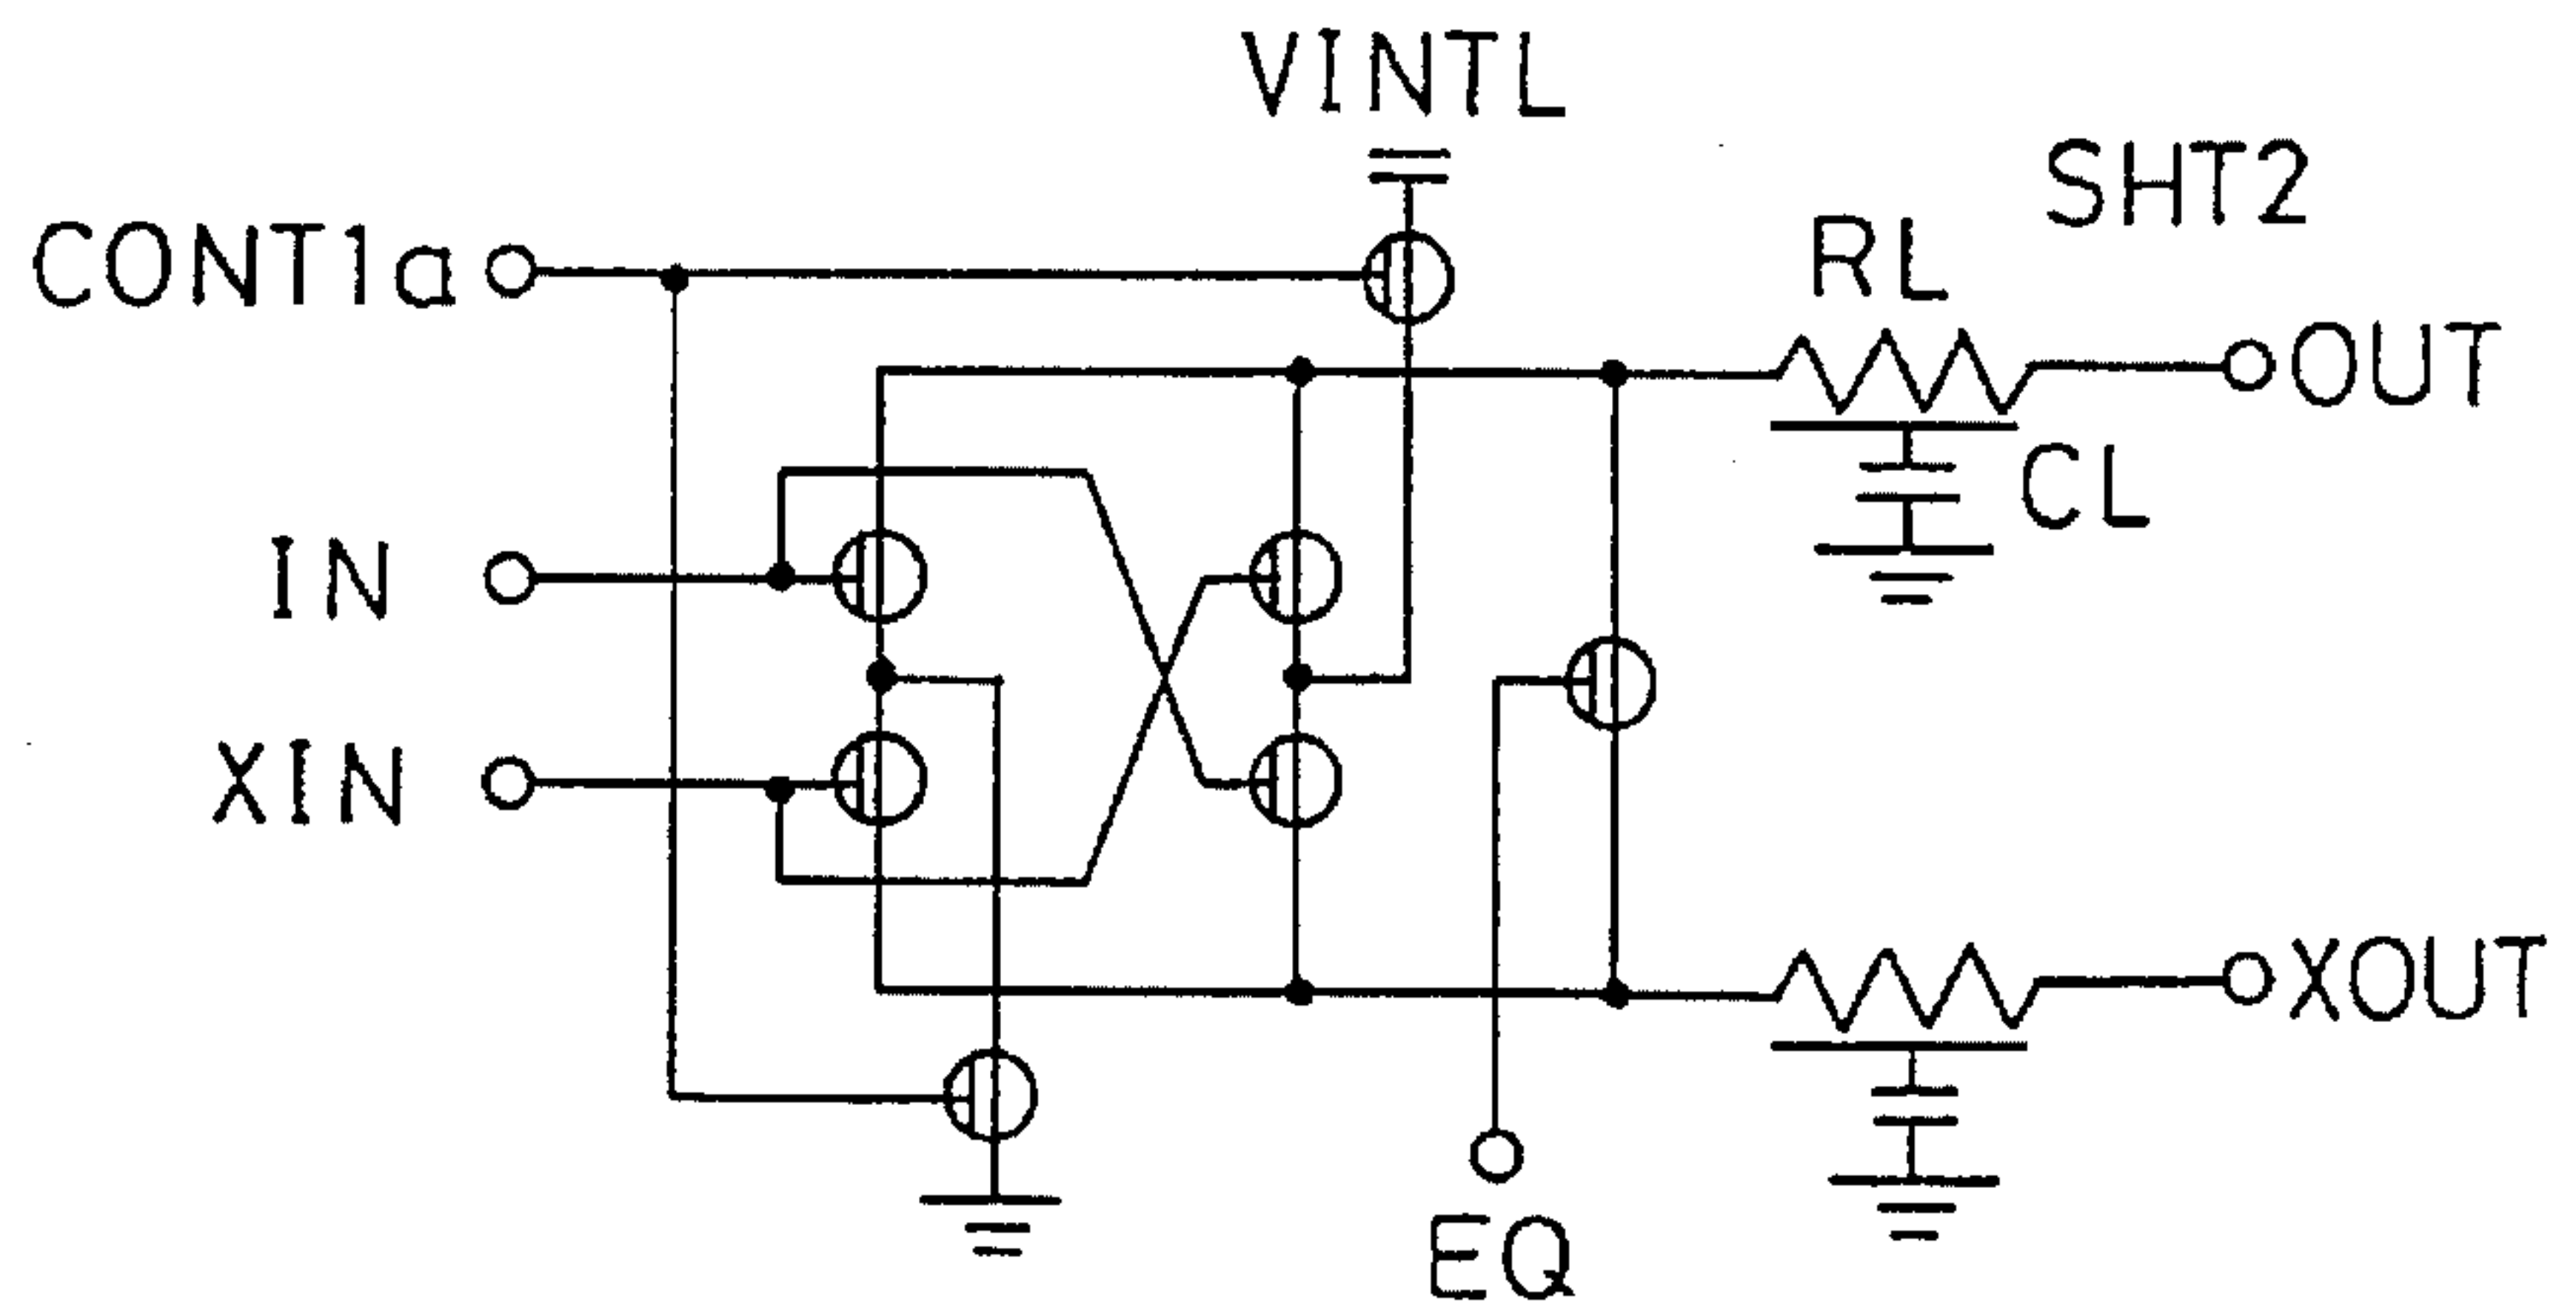 VINTL
SHT2
CONT1a
RL
OUT
CL
IN
XIN
XOUT
EQ